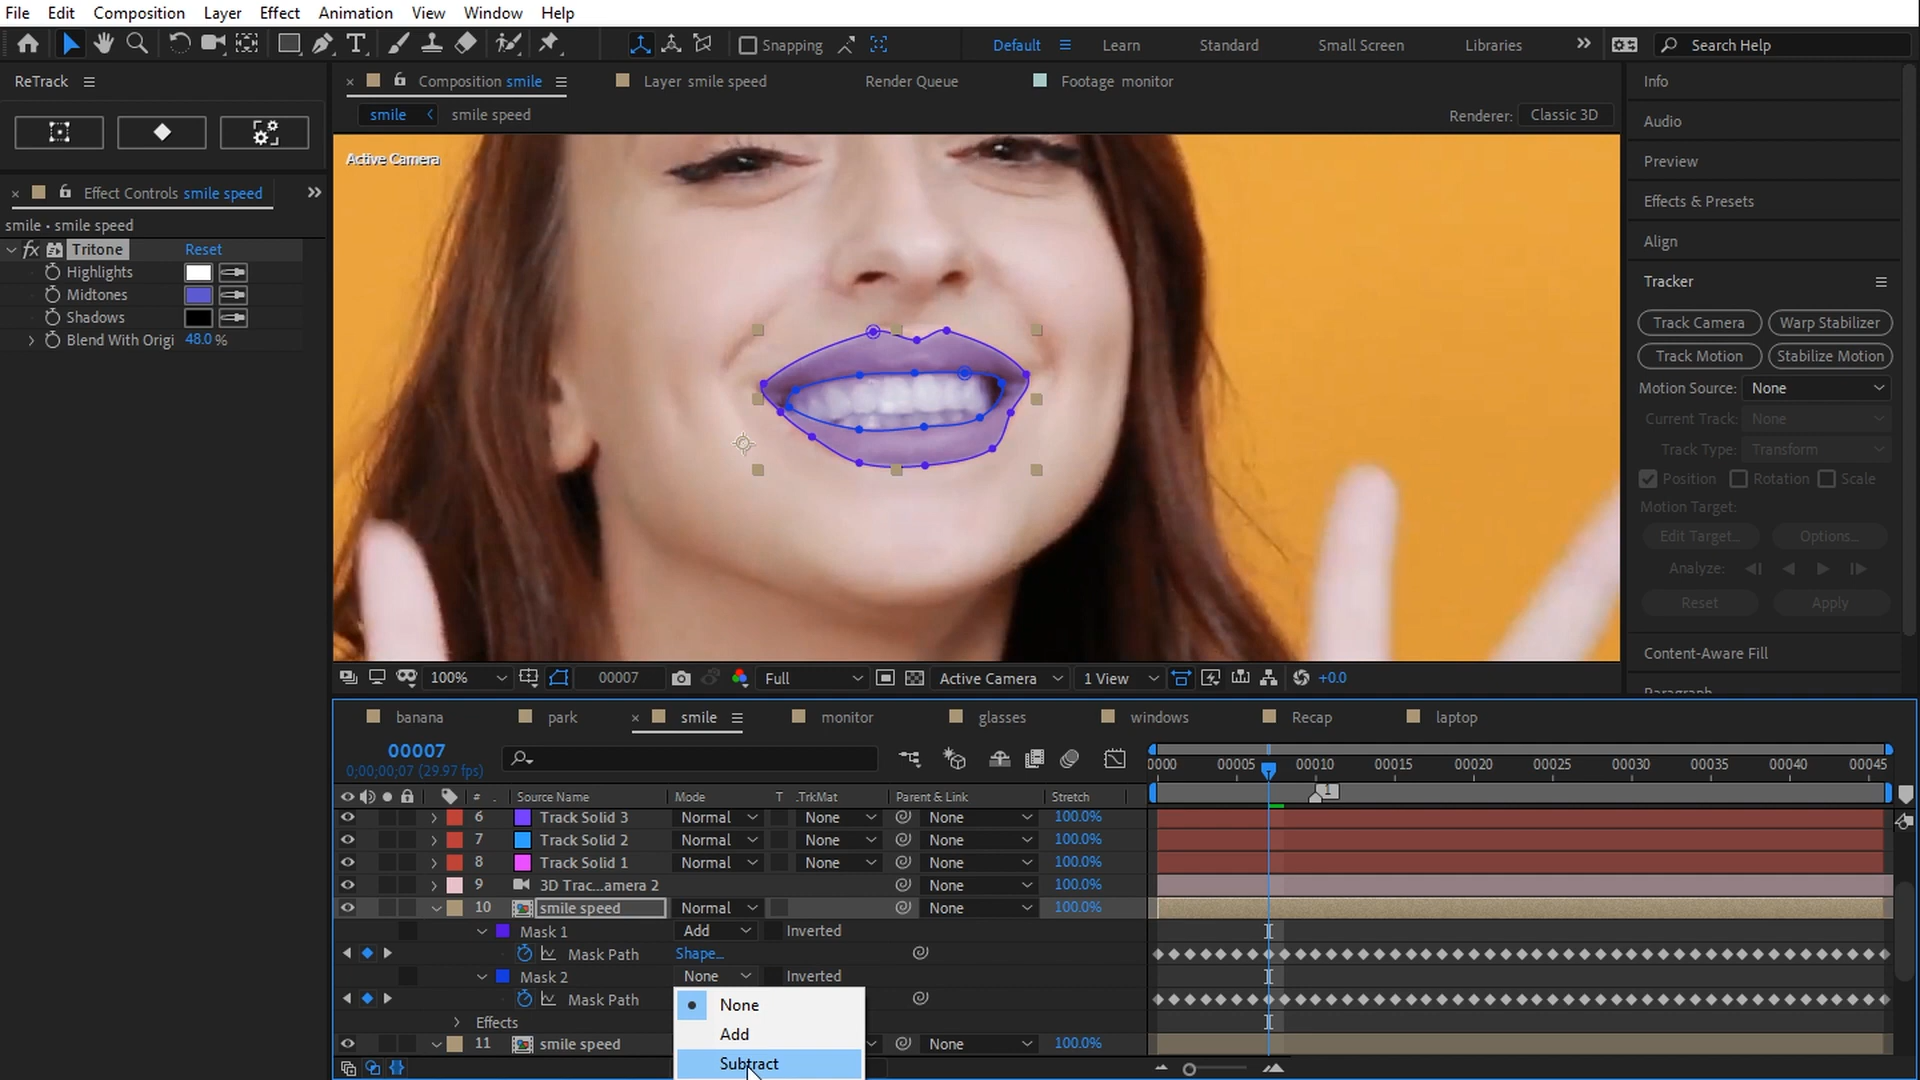 File Edit Composition Layer Effect Animation View Window Help
Snapping Default Learn Standard Small Screen Libraries Search Help
ReTrack
Composition smile Layer smile speed Render Queue Footage monitor
smile smile speed Renderer: Classic 3D
Active Camera
Effect Controls smile speed
smile • smile speed
fx Tritone Reset
Highlights
Midtones
Shadows
Blend With Origi 48.0 %
Info
Audio
Preview
Effects & Presets
Align
Tracker
Track Camera Warp Stabilizer
Track Motion Stabilize Motion
Motion Source: None
Current Track: None
Track Type: Transform
Position Rotation Scale
Motion Target:
Edit Target... Options...
Analyze:
Reset Apply
Content-Aware Fill
Paragraph
100% 00007 Full Active Camera 1 View +0.0
banana park smile monitor glasses windows Recap laptop
00007
0;00;00;07 (29.97 fps)
0000 00005 00010 00015 00020 00025 00030 00035 00040 00045
1
# Source Name Mode T .TrkMat Parent & Link Stretch
6 Track Solid 3 Normal None None 100.0%
7 Track Solid 2 Normal None None 100.0%
8 Track Solid 1 Normal None None 100.0%
9 3D Trac...amera 2 None 100.0%
10 smile speed Normal None 100.0%
Mask 1 Add Inverted
Mask Path Shape...
Mask 2 None Inverted
Mask Path
Effects
11 smile speed None 100.0%
None
Add
Subtract